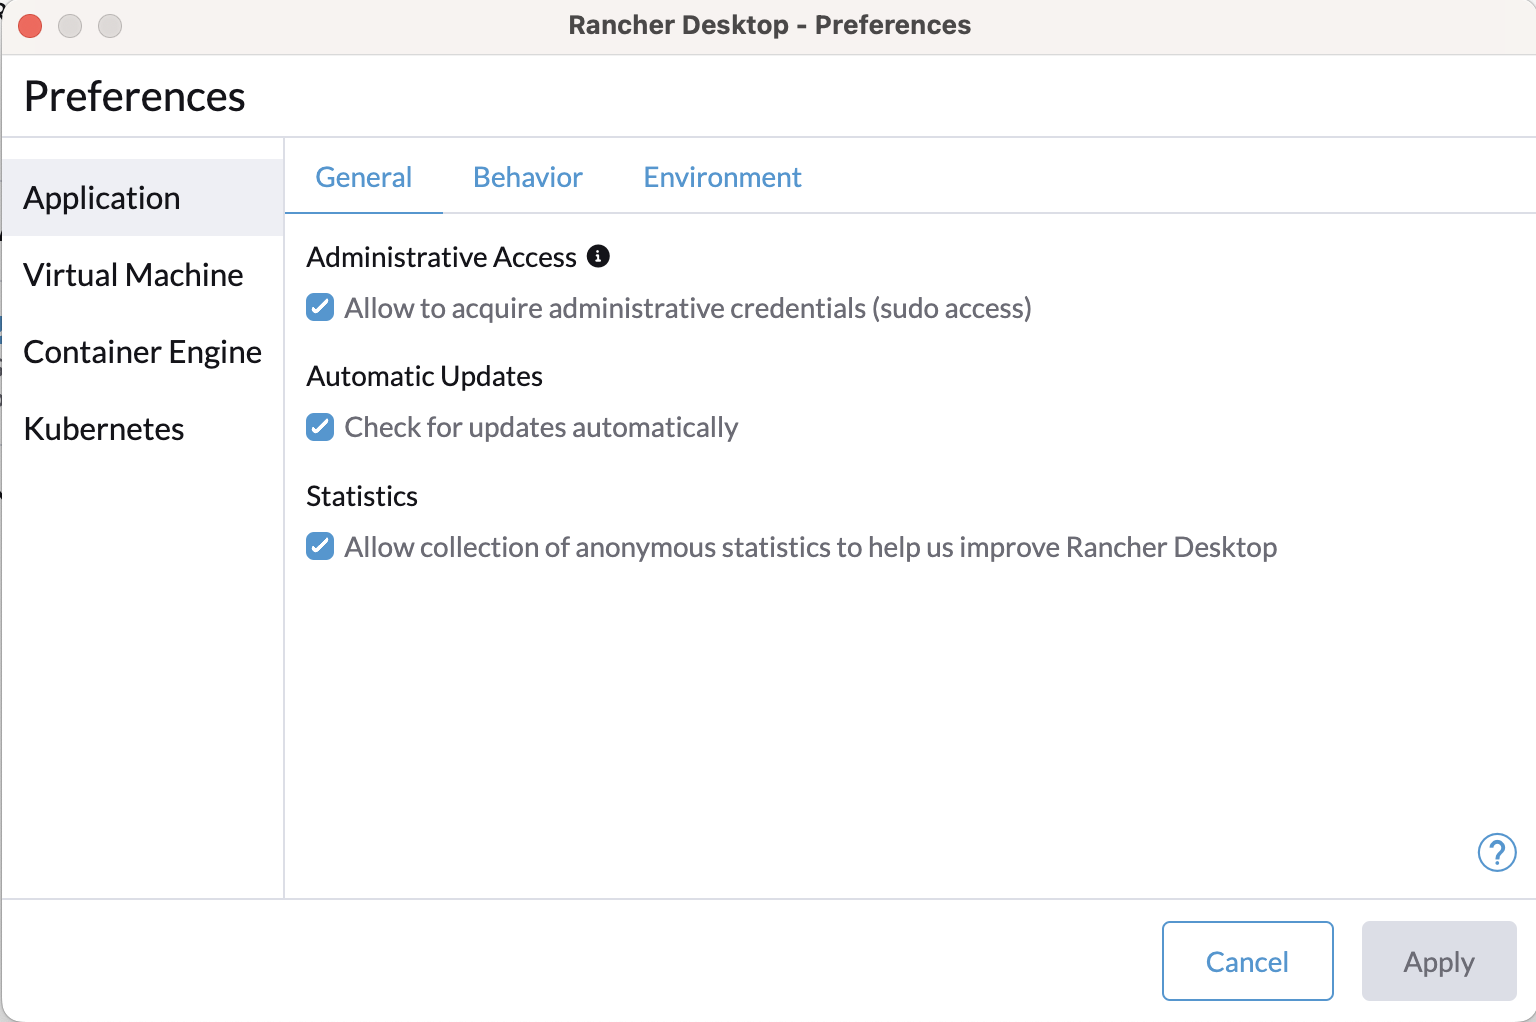 Rancher Desktop - Preferences
Preferences
Application
Virtual Machine
Container Engine
Kubernetes
General Behavior Environment
Administrative Access
Allow to acquire administrative credentials (sudo access)
Automatic Updates
Check for updates automatically
Statistics
Allow collection of anonymous statistics to help us improve Rancher Desktop
?
Cancel Apply